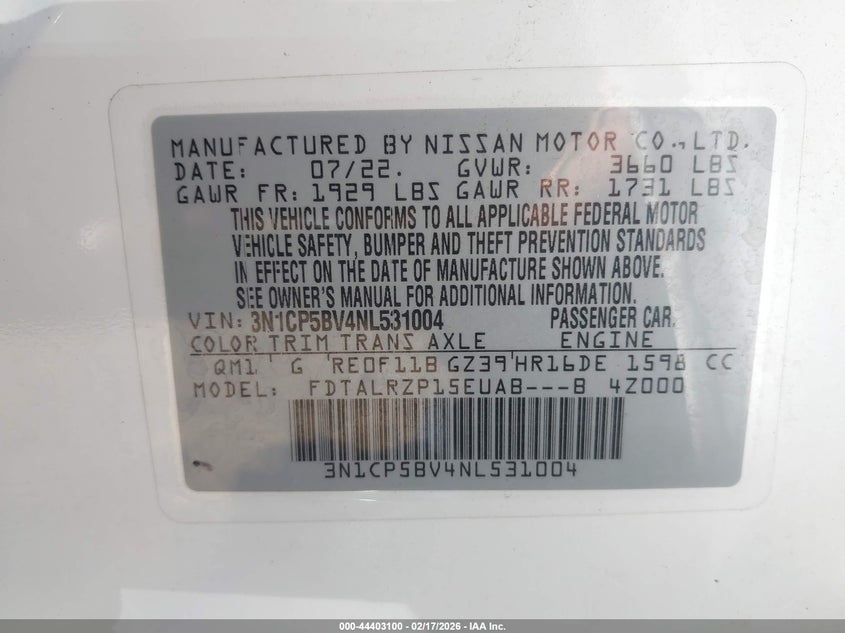 MANUFACTURED BY NISSAN MOTOR CO.,LTD.
DATE: 07/22. GVWR: 3660 LBS
GAWR FR: 1929 LBS GAWR RR: 1731 LBS
THIS VEHICLE CONFORMS TO ALL APPLICABLE FEDERAL MOTOR
VEHICLE SAFETY, BUMPER AND THEFT PREVENTION STANDARDS
IN EFFECT ON THE DATE OF MANUFACTURE SHOWN ABOVE.
SEE OWNER'S MANUAL FOR ADDITIONAL INFORMATION.
VIN: 3N1CP5BV4NL531004 PASSENGER CAR.
COLOR TRIM TRANS AXLE ENGINE
QM1 G RE0F11B GZ39 HR16DE 1598 CC
MODEL: FDTALRZP15EUAB---B 4Z000
3N1CP5BV4NL531004
000-44403100 | 02/17/2026 - IAA Inc.